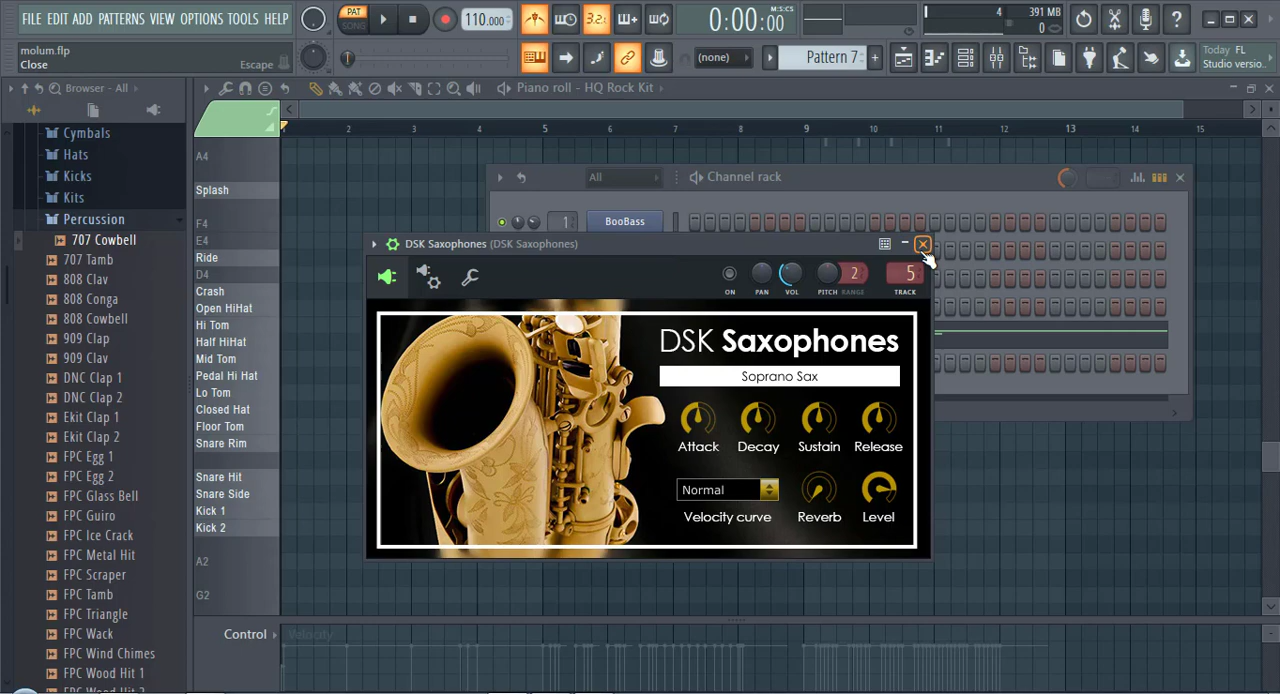 FILE EDIT ADD PATTERNS VIEW OPTIONS TOOLS HELP
PAT
SONG
110.000
3.2.
0:00:00
M:S:CS
4
391 MB
0
molum.flp
Close
Escape
(none)
Pattern 7
Today FL
Studio versio..
Browser - All
Piano roll - HQ Rock Kit
Cymbals
Hats
Kicks
Kits
Percussion
707 Cowbell
707 Tamb
808 Clav
808 Conga
808 Cowbell
909 Clap
909 Clav
DNC Clap 1
DNC Clap 2
Ekit Clap 1
Ekit Clap 2
FPC Egg 1
FPC Egg 2
FPC Glass Bell
FPC Guiro
FPC Ice Crack
FPC Metal Hit
FPC Scraper
FPC Tamb
FPC Triangle
FPC Wack
FPC Wind Chimes
FPC Wood Hit 1
FPC Wood Hit 2
2 3 4 5 6 7 8 9 10 11 12 13 14 15
A4
Splash
F4
E4
Ride
D4
Crash
Open HiHat
Hi Tom
Half HiHat
Mid Tom
Pedal Hi Hat
Lo Tom
Closed Hat
Floor Tom
Snare Rim
Snare Hit
Snare Side
Kick 1
Kick 2
A2
G2
Control
Velocity
All
Channel rack
1
BooBass
DSK Saxophones (DSK Saxophones)
2
5
ON PAN VOL PITCH RANGE TRACK
DSK Saxophones
Soprano Sax
Attack Decay Sustain Release
Normal
Velocity curve Reverb Level